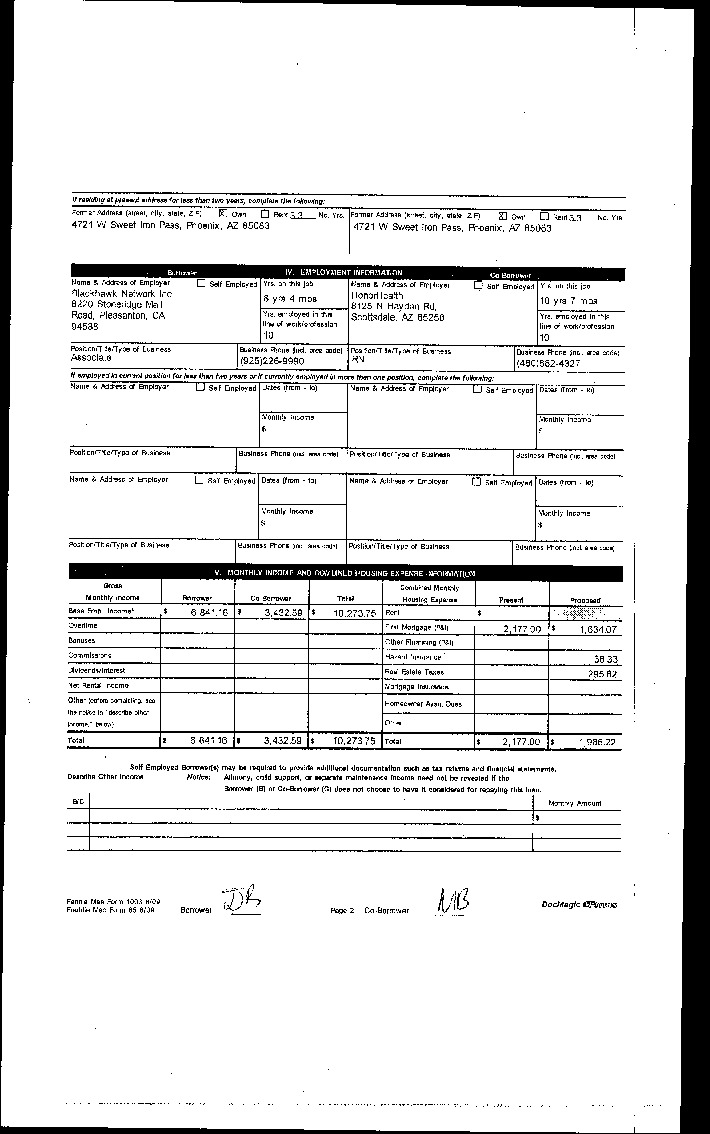 If residing at present address for less than two years, complete the following:
Former Address (street, city, state, ZIP) [X] Own [ ] Rent 3.3 No. Yrs.
4721 W Sweet Iron Pass, Phoenix, AZ 85083
Former Address (street, city, state, ZIP) [X] Own [ ] Rent 3.3 No. Yrs.
4721 W Sweet Iron Pass, Phoenix, AZ 85083
Borrower IV. EMPLOYMENT INFORMATION Co-Borrower
Name & Address of Employer [ ] Self Employed
Blackhawk Network Inc
6220 Stoneridge Mall
Road, Pleasanton, CA
94588
Yrs. on this job
8 yrs 4 mos
Yrs. employed in this
line of work/profession
10
Name & Address of Employer [ ] Self Employed
HonorHealth
8125 N Hayden Rd,
Scottsdale, AZ 85258
Yrs. on this job
10 yrs 7 mos
Yrs. employed in this
line of work/profession
10
Position/Title/Type of Business
Associate
Business Phone (incl. area code)
(925)226-9990
Position/Title/Type of Business
RN
Business Phone (incl. area code)
(480)882-4327
If employed in current position for less than two years or if currently employed in more than one position, complete the following:
Name & Address of Employer [ ] Self Employed Dates (from - to)
Monthly Income
$
Name & Address of Employer [ ] Self Employed Dates (from - to)
Monthly Income
$
Position/Title/Type of Business Business Phone (incl. area code) Position/Title/Type of Business Business Phone (incl. area code)
Name & Address of Employer [ ] Self Employed Dates (from - to)
Monthly Income
$
Name & Address of Employer [ ] Self Employed Dates (from - to)
Monthly Income
$
Position/Title/Type of Business Business Phone (incl. area code) Position/Title/Type of Business Business Phone (incl. area code)
V. MONTHLY INCOME AND COMBINED HOUSING EXPENSE INFORMATION
Gross
Monthly Income Borrower Co-Borrower Total
Combined Monthly
Housing Expense Present Proposed
Base Emp. Income* $ 6,841.16 $ 3,432.59 $ 10,273.75 Rent $
Overtime First Mortgage (P&I) 2,177.00 $ 1,634.07
Bonuses Other Financing (P&I)
Commissions Hazard Insurance 56.33
Dividends/Interest Real Estate Taxes 295.82
Net Rental Income Mortgage Insurance
Other (before completing, see
the notice in "describe other
income," below)
Homeowner Assn. Dues
Other
Total $ 6,841.16 $ 3,432.59 $ 10,273.75 Total $ 2,177.00 $ 1,986.22
Self Employed Borrower(s) may be required to provide additional documentation such as tax returns and financial statements.
Describe Other Income Notice: Alimony, child support, or separate maintenance income need not be revealed if the
Borrower (B) or Co-Borrower (C) does not choose to have it considered for repaying this loan.
B/C Monthly Amount
$
Fannie Mae Form 1003 6/09
Freddie Mac Form 65 6/09
Borrower DB
Page 2 Co-Borrower MB
DocMagic